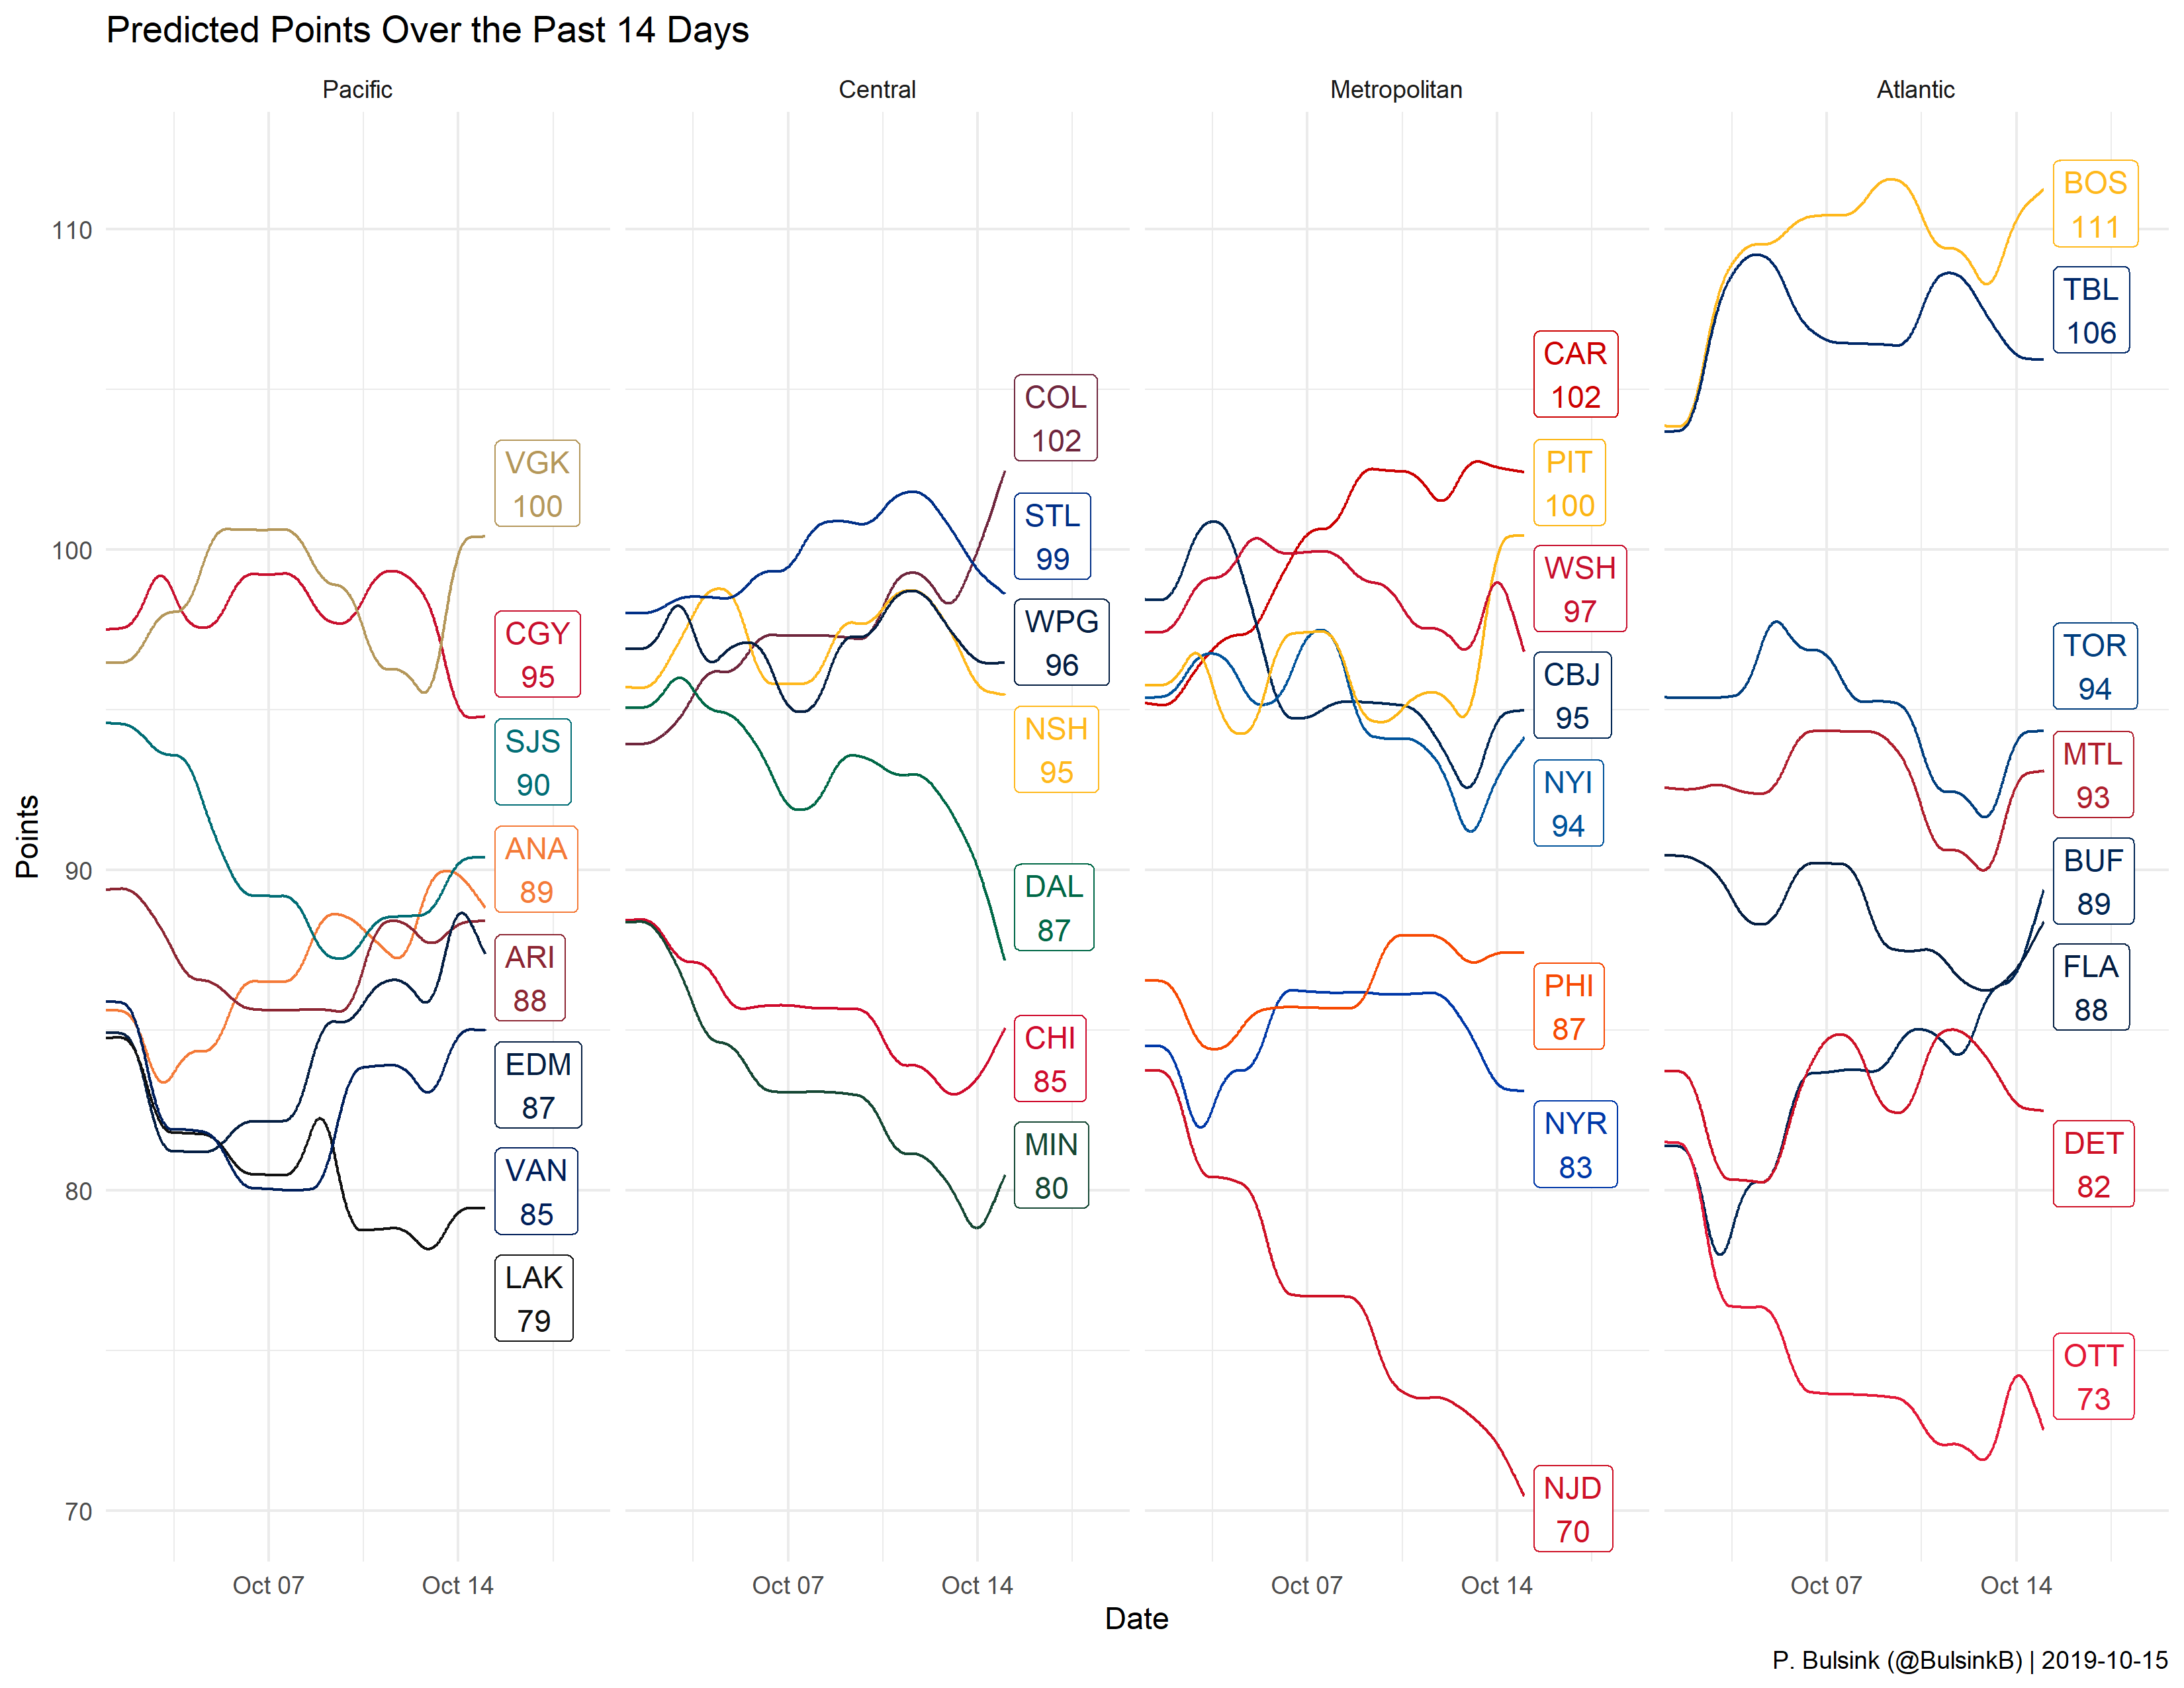 Predicted Points Over the Past 14 Days
Pacific
Central
Metropolitan
Atlantic
Points
110
100
90
80
70
VGK
100
CGY
95
SJS
90
ANA
89
ARI
88
EDM
87
VAN
85
LAK
79
COL
102
STL
99
WPG
96
NSH
95
DAL
87
CHI
85
MIN
80
CAR
102
PIT
100
WSH
97
CBJ
95
NYI
94
PHI
87
NYR
83
NJD
70
BOS
111
TBL
106
TOR
94
MTL
93
BUF
89
FLA
88
DET
82
OTT
73
Oct 07
Oct 14
Oct 07
Oct 14
Oct 07
Oct 14
Oct 07
Oct 14
Date
P. Bulsink (@BulsinkB) | 2019-10-15